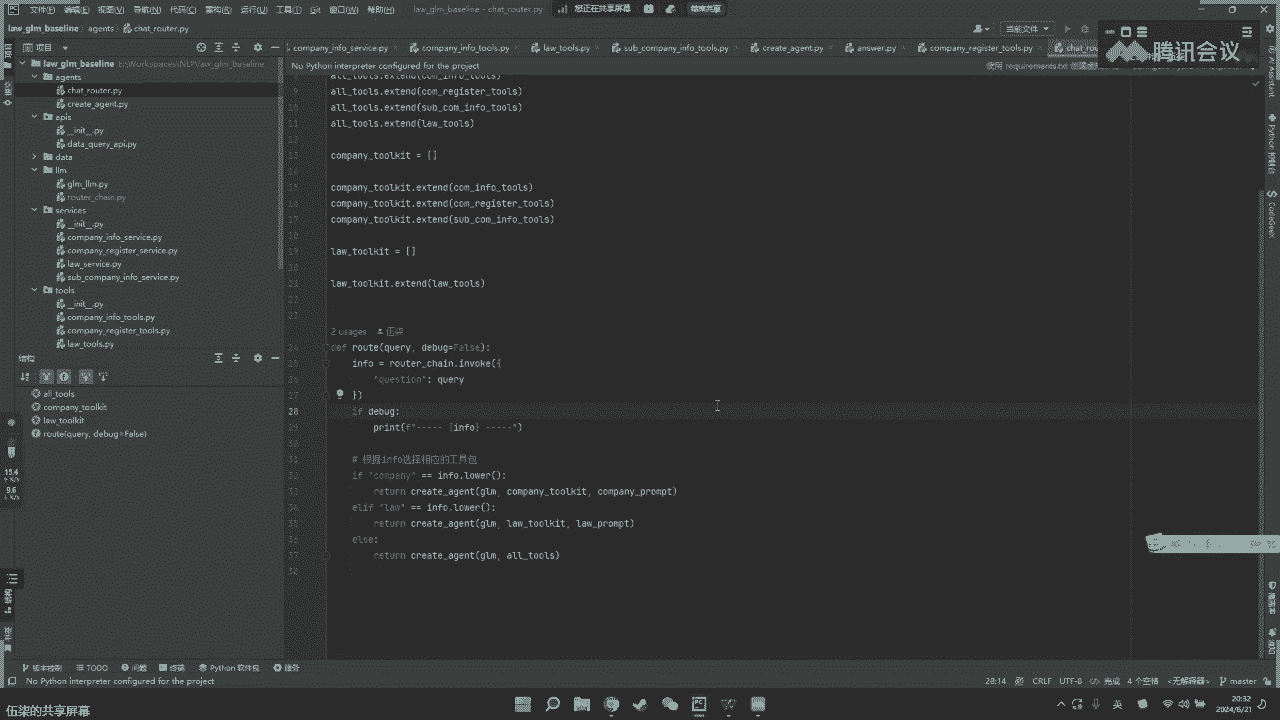 文件(F) 编辑(E) 视图(V) 导航(N) 代码(C) 重构(R) 运行(U) 工具(T) Git 窗口(W) 帮助(H) law_glm_baseline - chat_router.py 您正在共享屏幕 结束共享
law_glm_baseline agents chat_router.py 当前文件
腾讯会议
项目
company_info_service.py company_info_tools.py law_tools.py sub_company_info_tools.py create_agent.py answer.py company_register_tools.py
No Python interpreter configured for the project
law_glm_baseline E:\Workspaces\NLP\law_glm_baseline
agents
chat_router.py
create_agent.py
apis
__init__.py
data_query_api.py
data
llm
glm_llm.py
router_chain.py
services
__init__.py
company_info_service.py
company_register_service.py
law_service.py
sub_company_info_service.py
tools
__init__.py
company_info_tools.py
company_register_tools.py
law_tools.py
结构
all_tools
company_toolkit
law_toolkit
route(query, debug=False)
all_tools.extend(com_info_tools)
all_tools.extend(com_register_tools)
all_tools.extend(sub_com_info_tools)
all_tools.extend(law_tools)
company_toolkit = []
company_toolkit.extend(com_info_tools)
company_toolkit.extend(com_register_tools)
company_toolkit.extend(sub_com_info_tools)
law_toolkit = []
law_toolkit.extend(law_tools)
2 usages 伍柒
def route(query, debug=False):
info = router_chain.invoke({
"question": query
})
if debug:
print(f"----- {info} -----")
# 根据info选择相应的工具包
if "company" == info.lower():
return create_agent(glm, company_toolkit, company_prompt)
elif "law" == info.lower():
return create_agent(glm, law_toolkit, law_prompt)
else:
return create_agent(glm, all_tools)
版本控制 TODO 问题 终端 Python 软件包 服务
No Python interpreter configured for the project 28:14 CRLF UTF-8 完成 4 个空格 <无解释器> master
伍柒的共享屏幕
英 20:32
2024/6/21